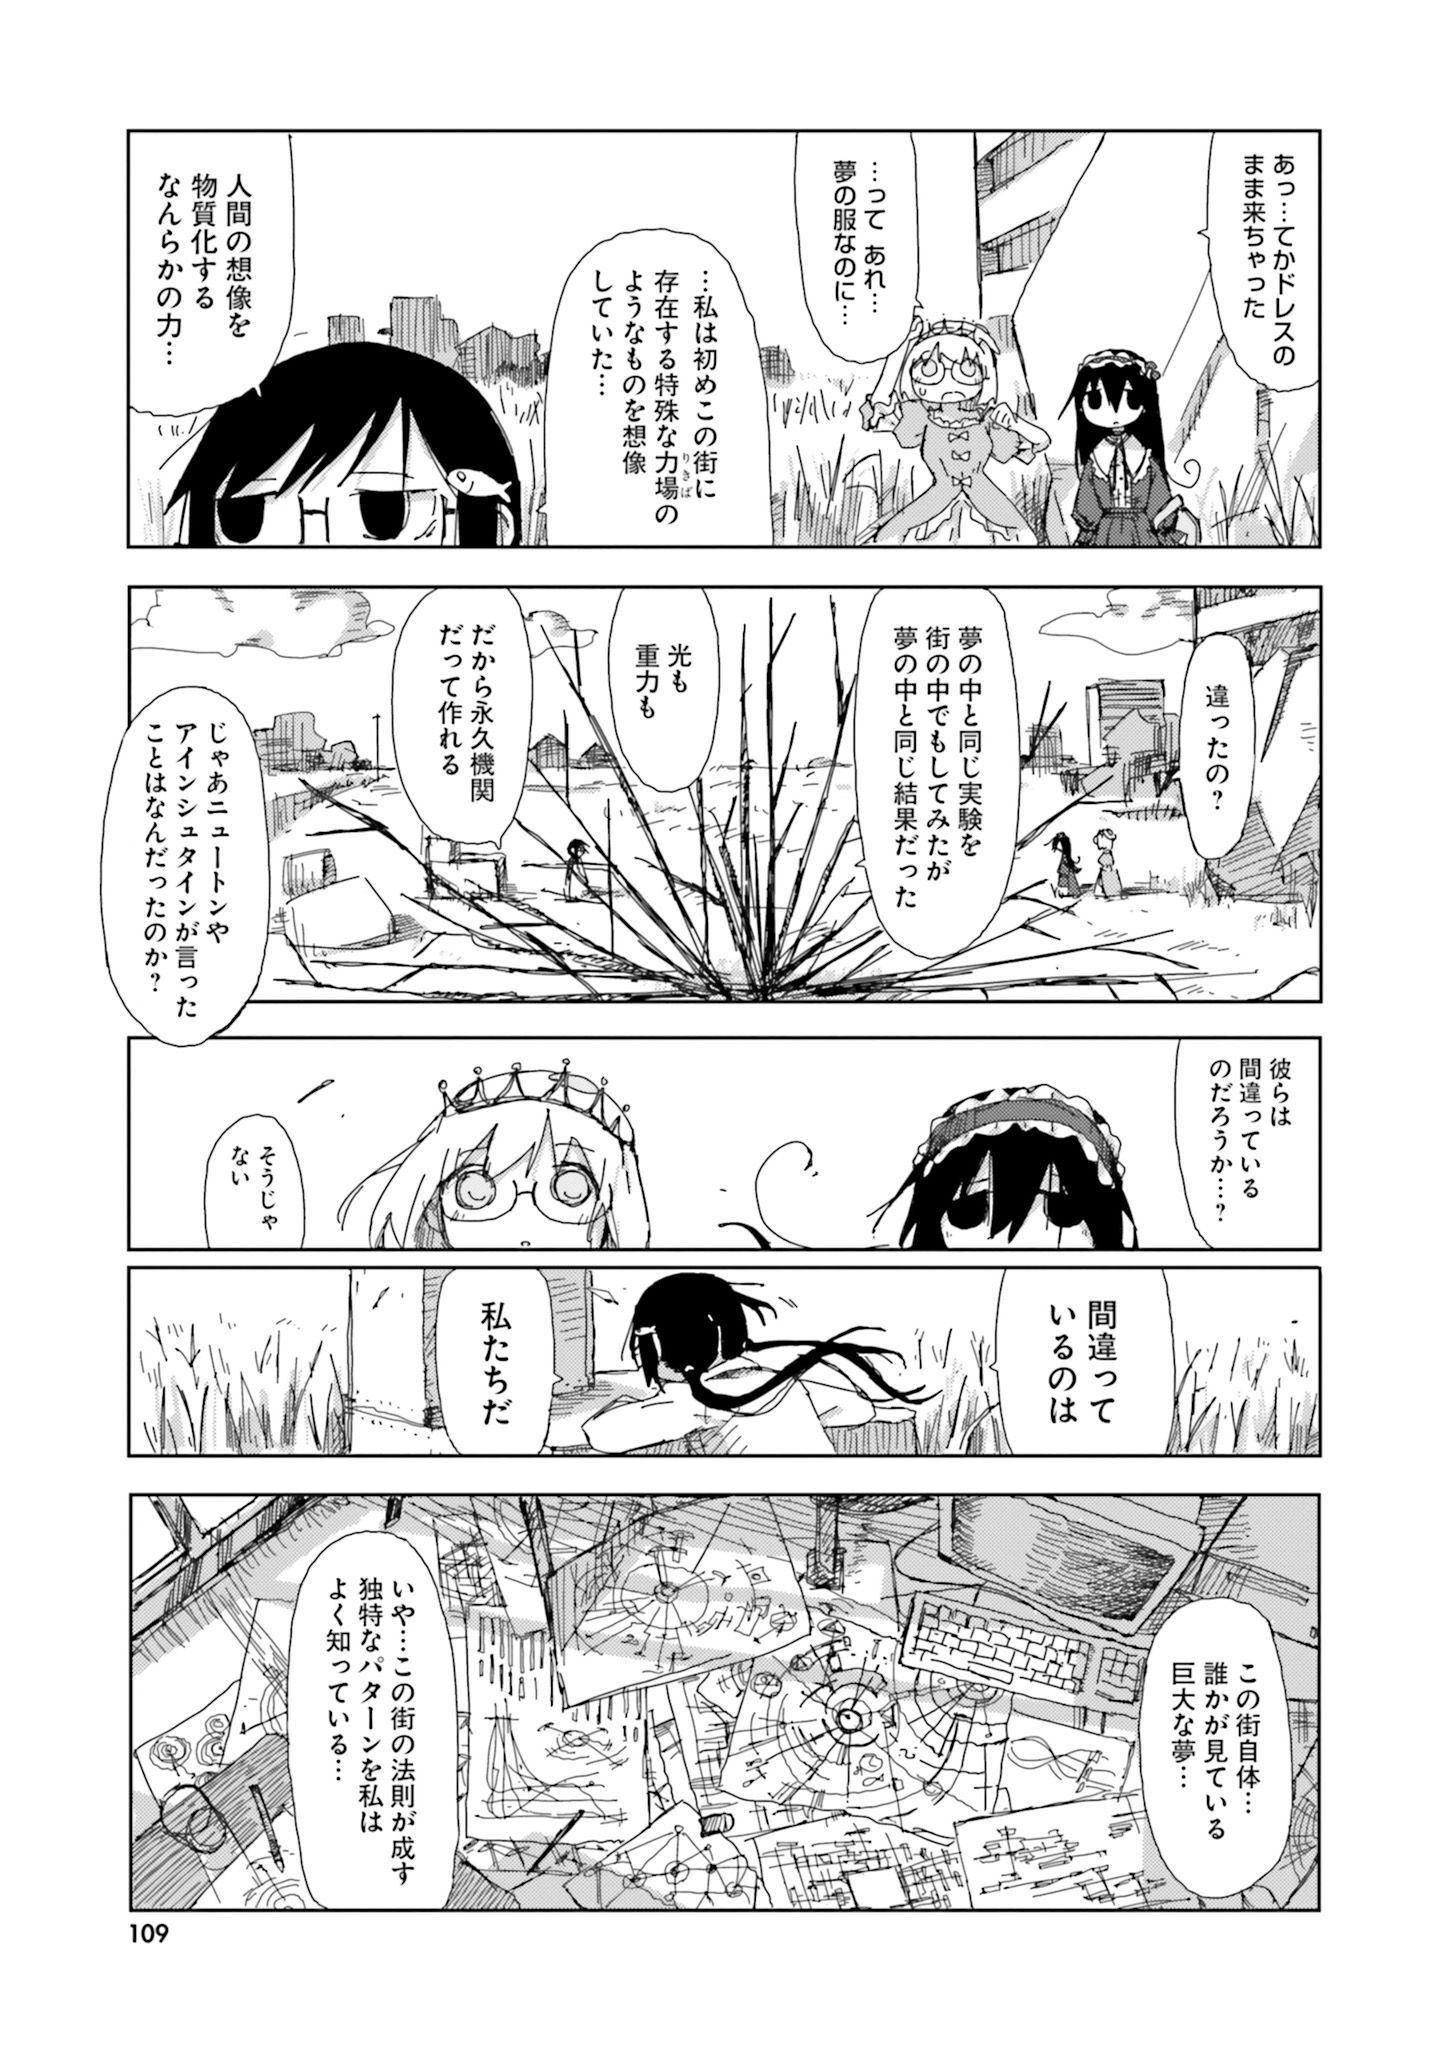 あっ…てかドレスの
まま来ちゃった
…って あれ…
夢の服なのに…
…私は初めこの街に
存在する特殊な力場の
りきば
ようなものを想像
していた…
人間の想像を
物質化する
なんらかの力…
違ったの?
夢の中と同じ実験を
街の中でもしてみたが
夢の中と同じ結果だった
光も
重力も
だから永久機関
だって作れる
じゃあニュートンや
アインシュタインが言った
ことはなんだったのか?
彼らは
間違っている
のだろうか…?
そうじゃ
ない
間違って
いるのは
私たちだ
この街自体…
誰かが見ている
巨大な夢…
いや…この街の法則が成す
独特なパターンを私は
よく知っている…
109